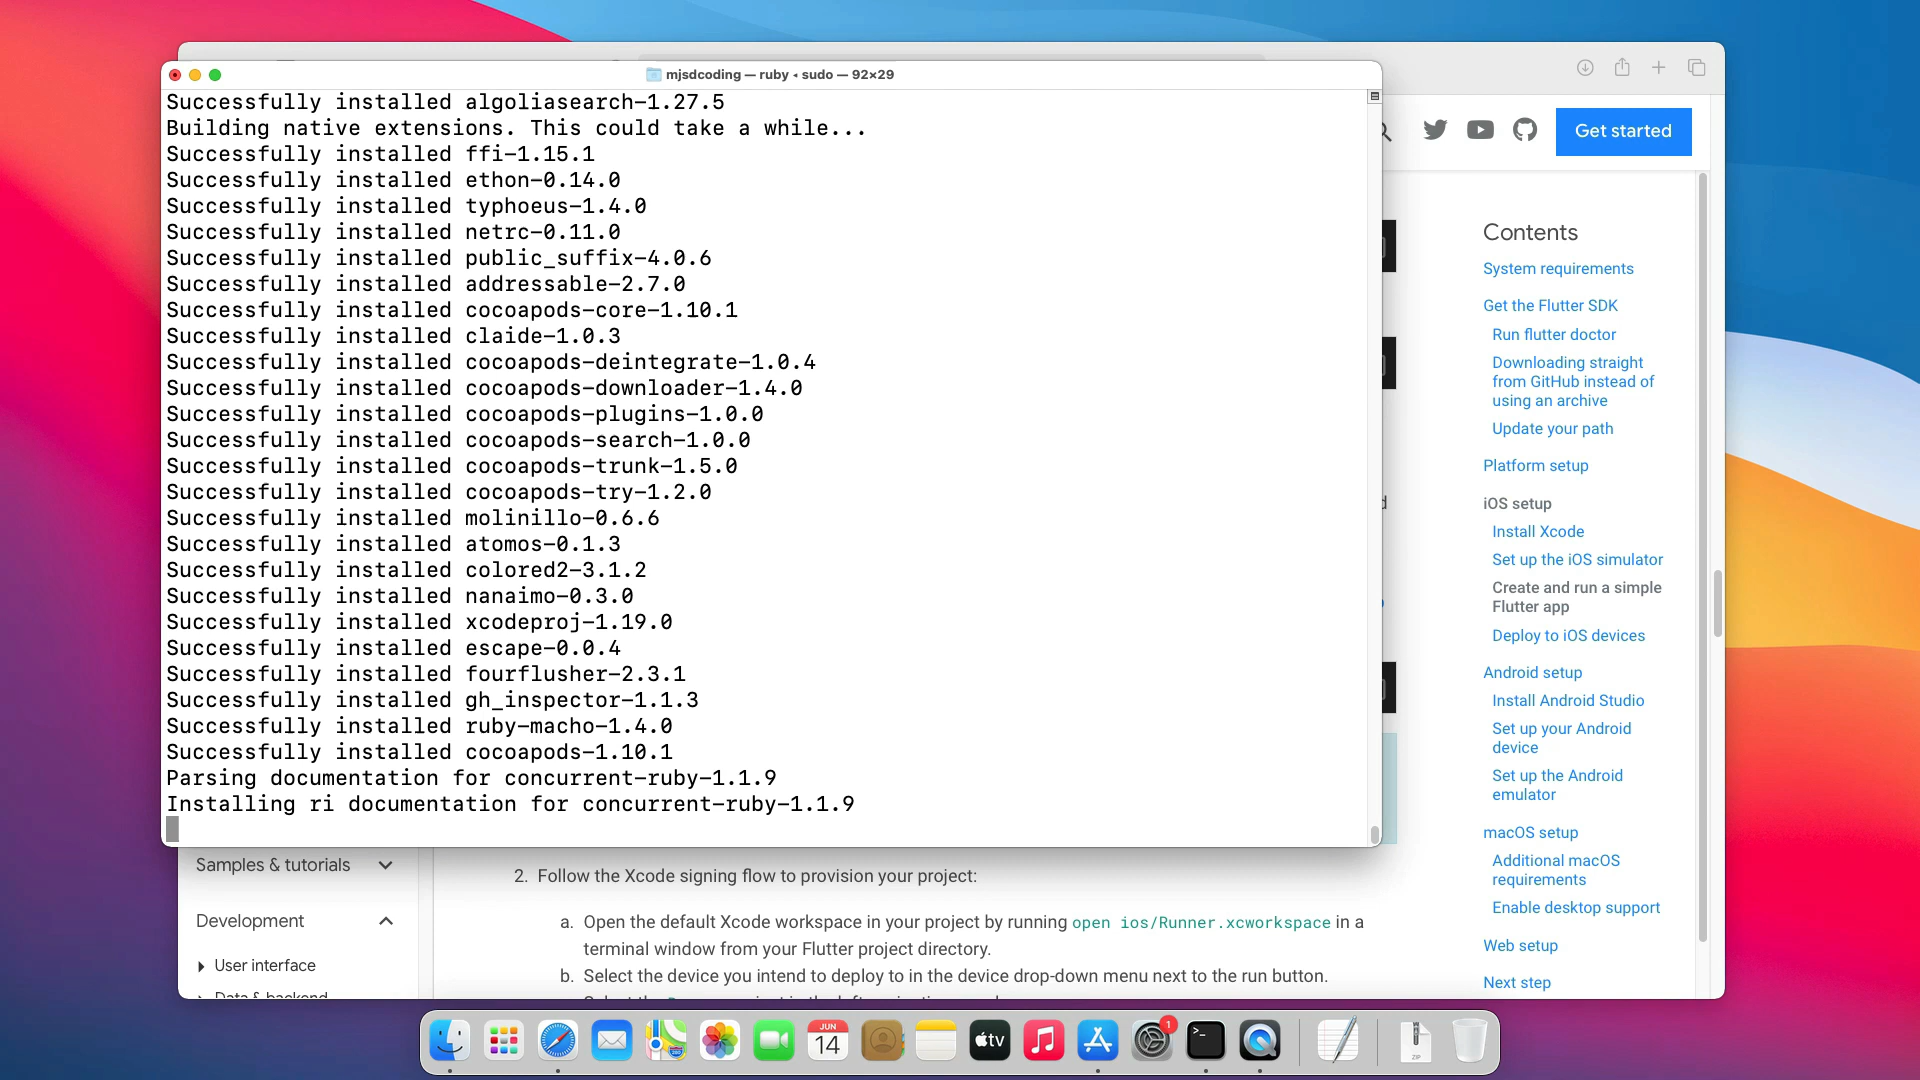 mjsdcoding — ruby ◂ sudo — 92×29
Successfully installed algoliasearch-1.27.5
Building native extensions. This could take a while...
Successfully installed ffi-1.15.1
Successfully installed ethon-0.14.0
Successfully installed typhoeus-1.4.0
Successfully installed netrc-0.11.0
Successfully installed public_suffix-4.0.6
Successfully installed addressable-2.7.0
Successfully installed cocoapods-core-1.10.1
Successfully installed claide-1.0.3
Successfully installed cocoapods-deintegrate-1.0.4
Successfully installed cocoapods-downloader-1.4.0
Successfully installed cocoapods-plugins-1.0.0
Successfully installed cocoapods-search-1.0.0
Successfully installed cocoapods-trunk-1.5.0
Successfully installed cocoapods-try-1.2.0
Successfully installed molinillo-0.6.6
Successfully installed atomos-0.1.3
Successfully installed colored2-3.1.2
Successfully installed nanaimo-0.3.0
Successfully installed xcodeproj-1.19.0
Successfully installed escape-0.0.4
Successfully installed fourflusher-2.3.1
Successfully installed gh_inspector-1.1.3
Successfully installed ruby-macho-1.4.0
Successfully installed cocoapods-1.10.1
Parsing documentation for concurrent-ruby-1.1.9
Installing ri documentation for concurrent-ruby-1.1.9
Get started
Contents
System requirements
Get the Flutter SDK
Run flutter doctor
Downloading straight
from GitHub instead of
using an archive
Update your path
Platform setup
iOS setup
Install Xcode
Set up the iOS simulator
Create and run a simple
Flutter app
Deploy to iOS devices
Android setup
Install Android Studio
Set up your Android
device
Set up the Android
emulator
macOS setup
Additional macOS
requirements
Enable desktop support
Web setup
Next step
Samples & tutorials
Development
User interface
Data & backend
2. Follow the Xcode signing flow to provision your project:
a. Open the default Xcode workspace in your project by running open ios/Runner.xcworkspace in a
terminal window from your Flutter project directory.
b. Select the device you intend to deploy to in the device drop-down menu next to the run button.
JUN
14
tv
1
ZIP